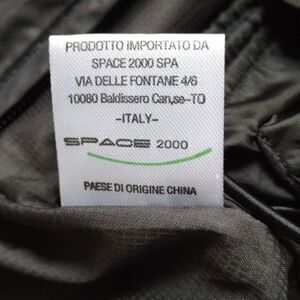 PRODOTTO IMPORTATO DA
SPACE 2000 SPA
VIA DELLE FONTANE 4/6
10080 Baldissero Can,se-TO
-ITALY-
SPACE 2000
PAESE DI ORIGINE CHINA